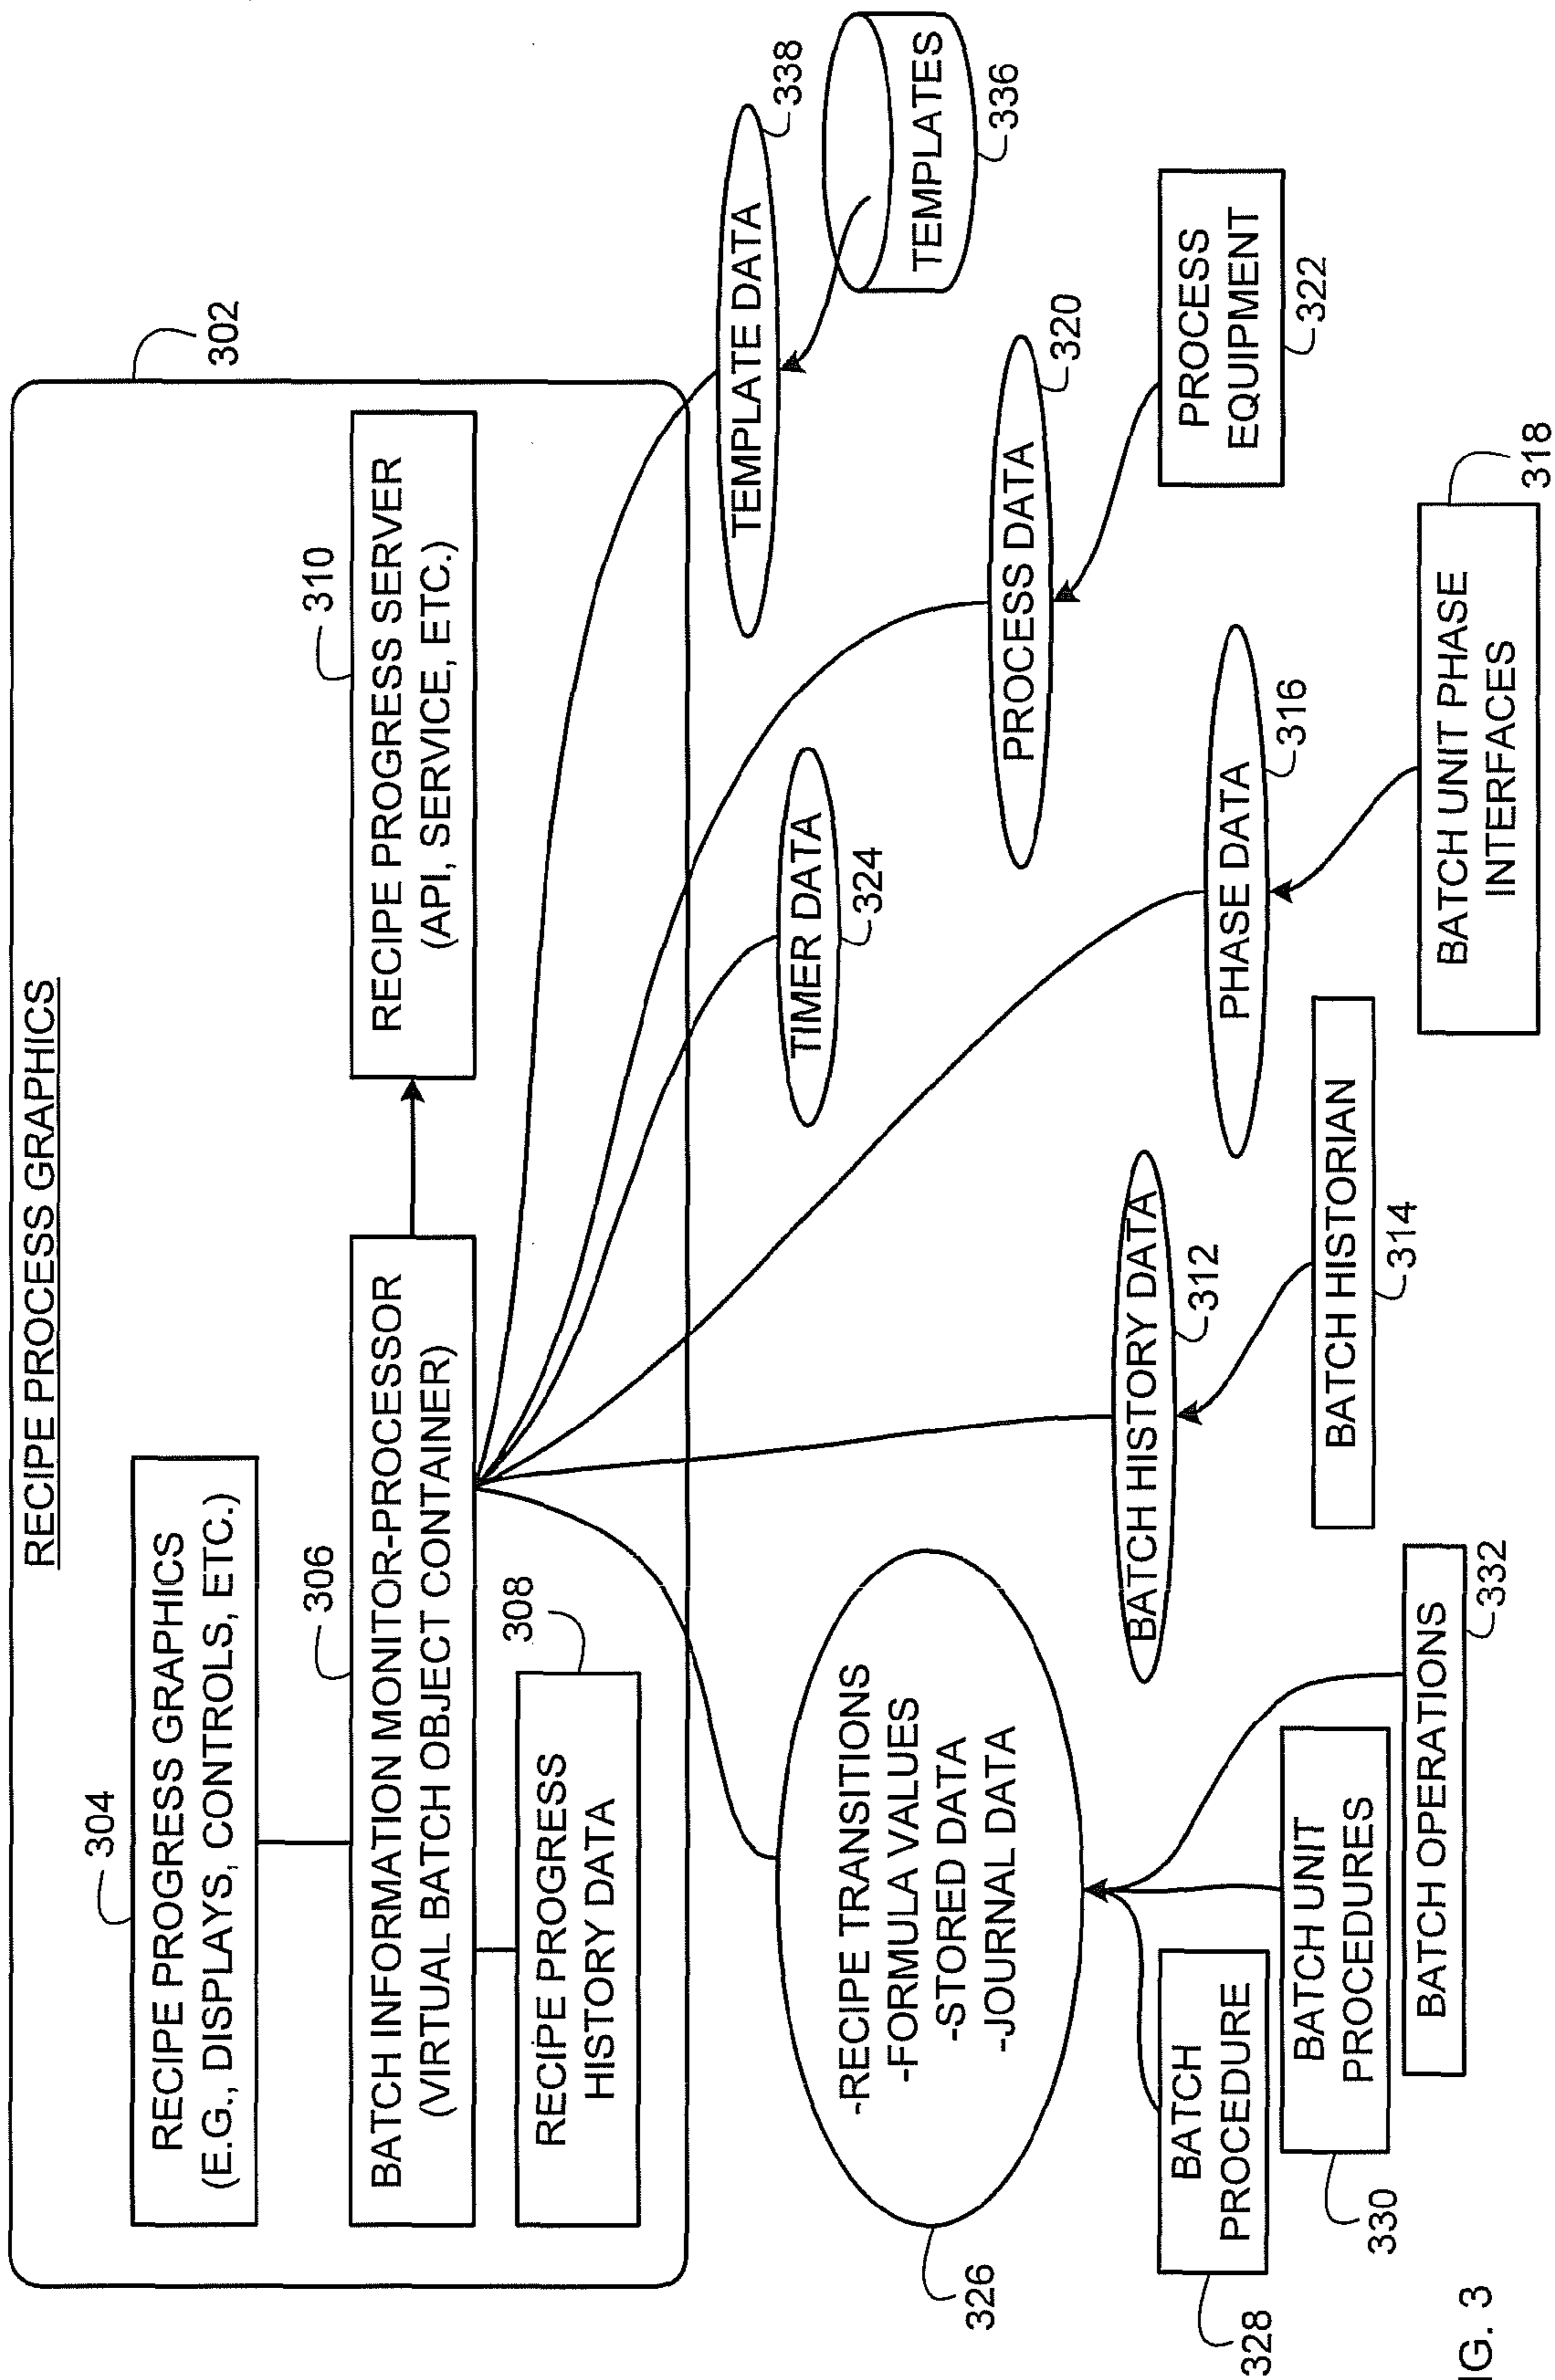 RECIPE PROCESS GRAPHICS
302
304
RECIPE PROGRESS GRAPHICS
(E.G., DISPLAYS, CONTROLS, ETC.)
306
BATCH INFORMATION MONITOR-PROCESSOR
(VIRTUAL BATCH OBJECT CONTAINER)
310
RECIPE PROGRESS SERVER
(API, SERVICE, ETC.)
308
RECIPE PROGRESS
HISTORY DATA
TEMPLATE DATA
338
TEMPLATES
336
TIMER DATA
324
PROCESS DATA
320
PROCESS
EQUIPMENT
322
PHASE DATA
316
BATCH UNIT PHASE
INTERFACES
318
BATCH HISTORY DATA
312
BATCH HISTORIAN
314
-RECIPE TRANSITIONS
-FORMULA VALUES
-STORED DATA
-JOURNAL DATA
326
BATCH
PROCEDURE
328
BATCH UNIT
PROCEDURES
330
BATCH OPERATIONS
332
IG. 3